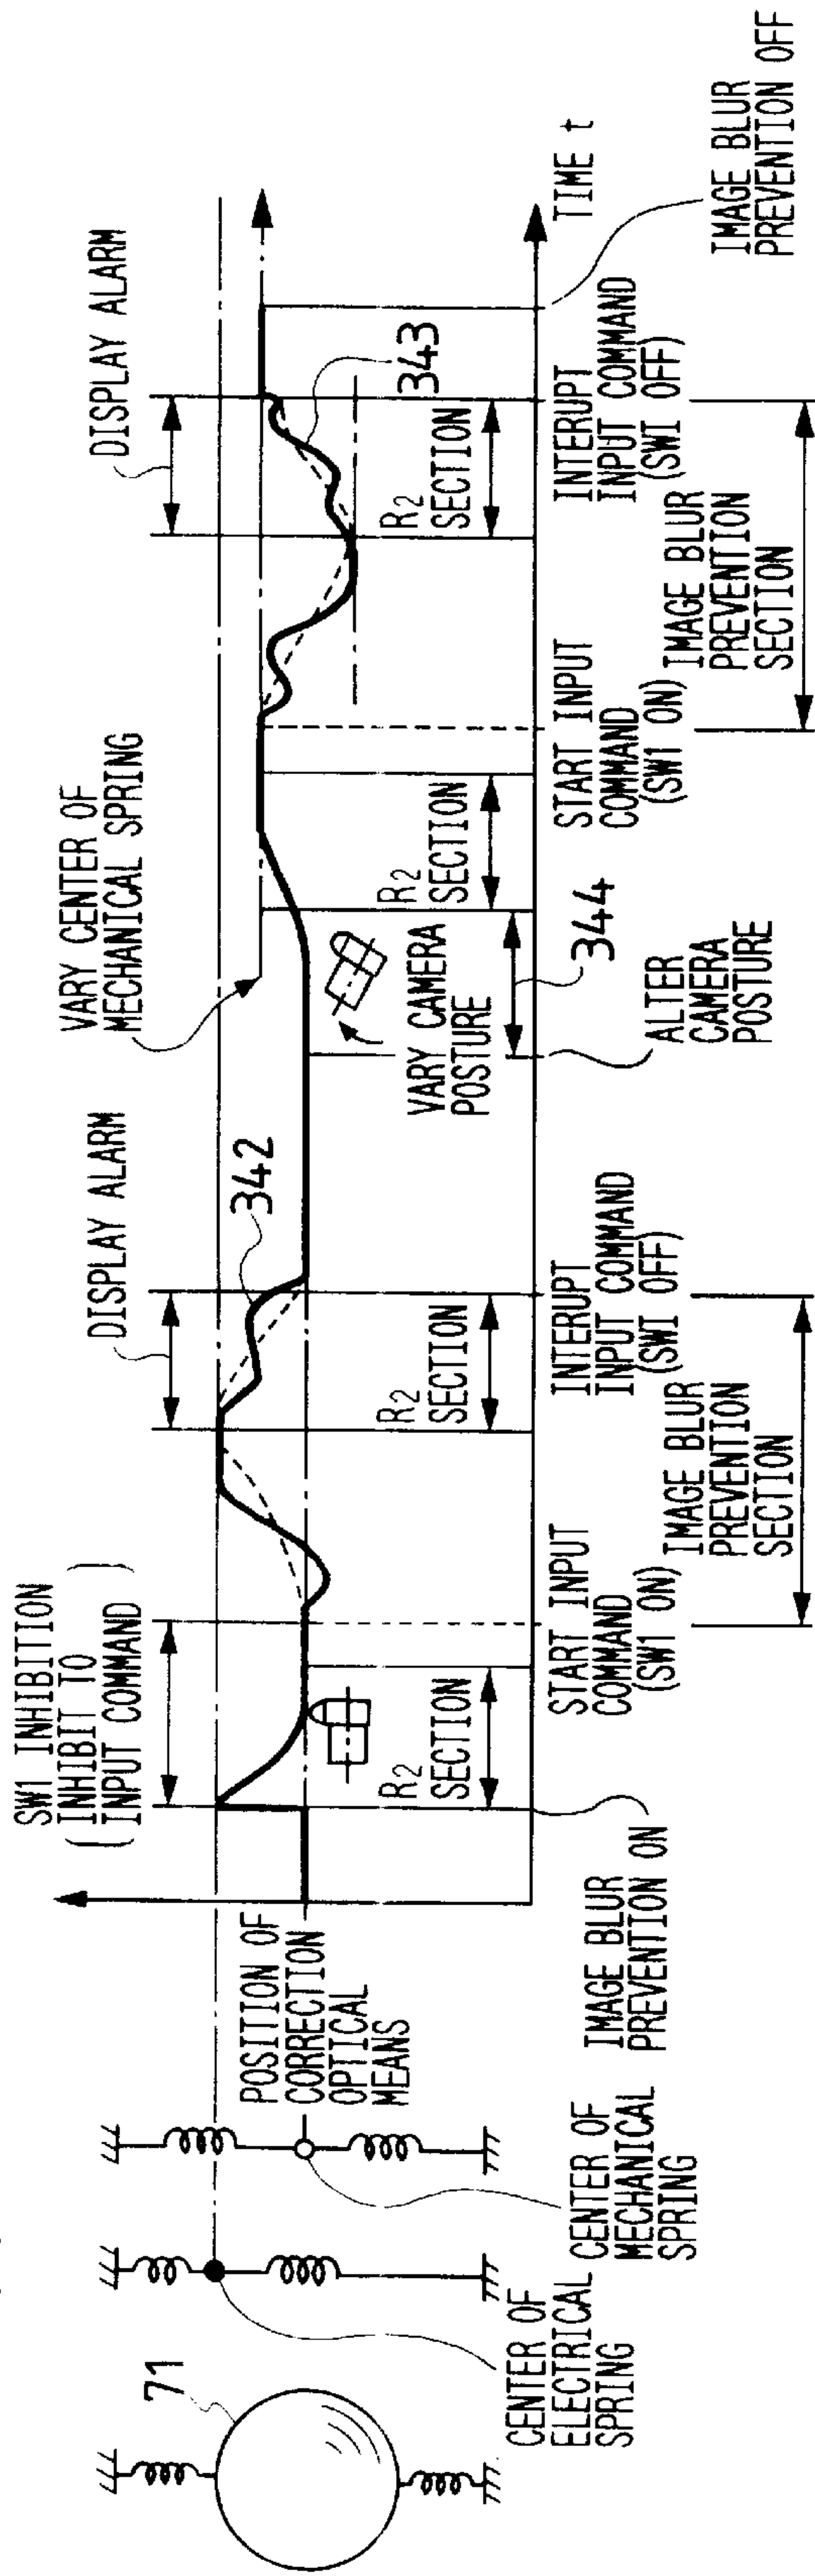 71
CENTER OF
ELECTRICAL
SPRING
CENTER OF
MECHANICAL
SPRING
POSITION OF
CORRECTION
OPTICAL
MEANS
IMAGE BLUR
PREVENTION ON
SW1 INHIBITION
( INHIBIT TO
INPUT COMMAND )
R2
SECTION
START INPUT
COMMAND
(SW1 ON)
IMAGE BLUR
PREVENTION
SECTION
DISPLAY ALARM
342
R2
SECTION
INTERUPT
INPUT COMMAND
(SWI OFF)
VARY CENTER OF
MECHANICAL SPRING
VARY CAMERA
POSTURE
ALTER
CAMERA
POSTURE
344
R2
SECTION
START INPUT
COMMAND
(SW1 ON)
IMAGE BLUR
PREVENTION
SECTION
DISPLAY ALARM
343
R2
SECTION
INTERUPT
INPUT COMMAND
(SWI OFF)
TIME t
IMAGE BLUR
PREVENTION OFF